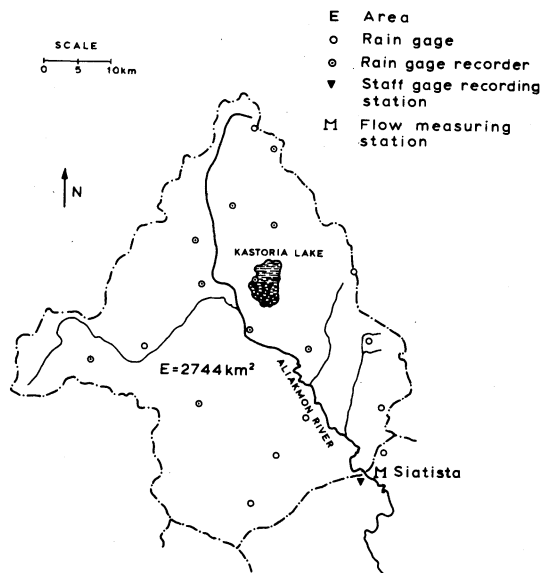 E Area
Rain gage
Rain gage recorder
Staff gage recording
station
M Flow measuring
station
SCALE
0 5 10km
N
KASTORIA LAKE
E=2744km²
ALIAKMON RIVER
M Siatista